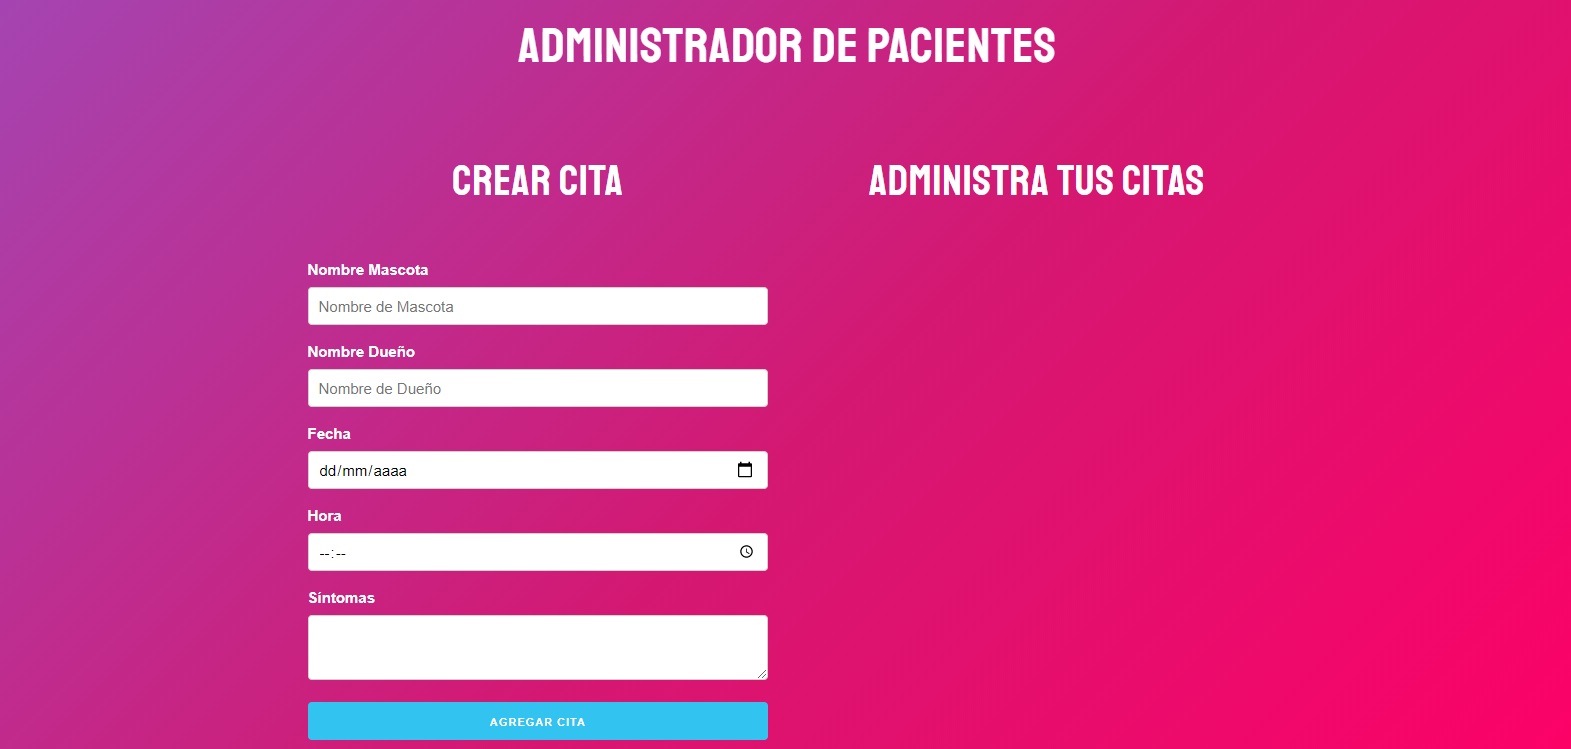 ADMINISTRADOR DE PACIENTES
CREAR CITA
ADMINISTRA TUS CITAS
Nombre Mascota
Nombre de Mascota
Nombre Dueño
Nombre de Dueño
Fecha
dd/mm/aaaa
Hora
--:--
Síntomas
AGREGAR CITA